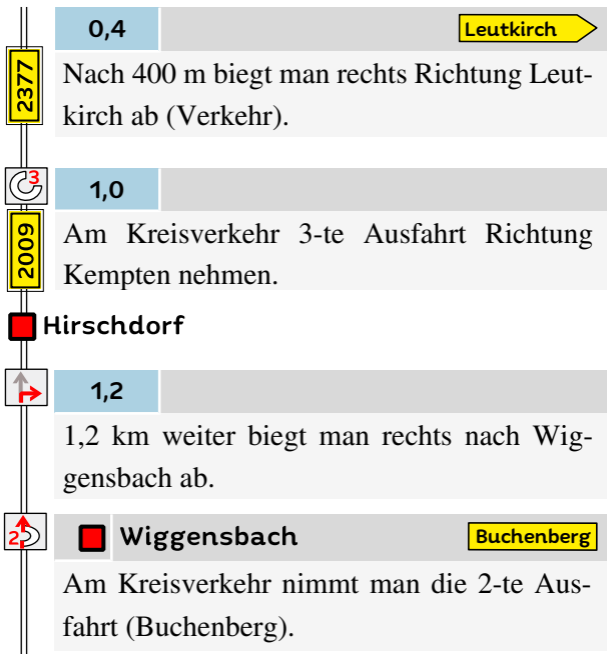 0,4 Leutkirch
2377
Nach 400 m biegt man rechts Richtung Leut-
kirch ab (Verkehr).
3 1,0
2009
Am Kreisverkehr 3-te Ausfahrt Richtung
Kempten nehmen.
Hirschdorf
1,2
1,2 km weiter biegt man rechts nach Wig-
gensbach ab.
2 Wiggensbach Buchenberg
Am Kreisverkehr nimmt man die 2-te Aus-
fahrt (Buchenberg).